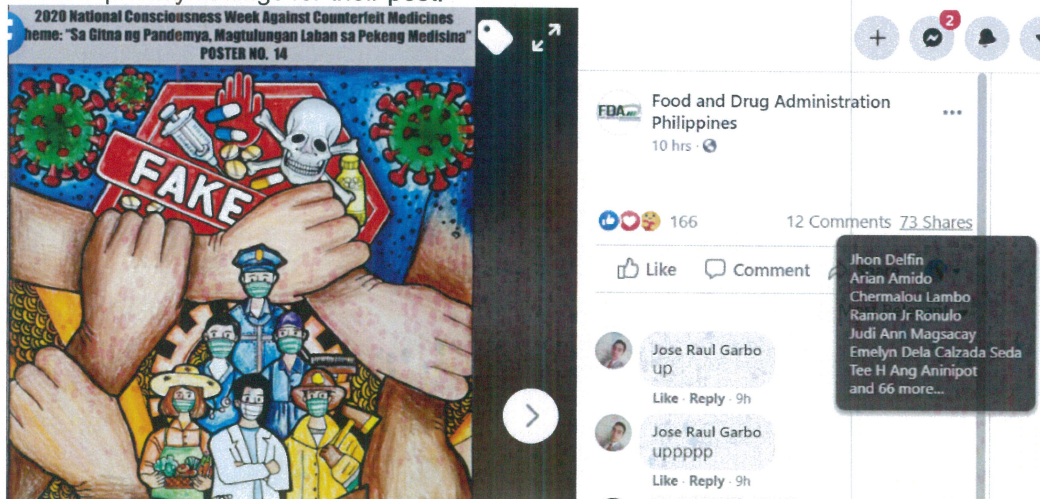 their post.
2020 National Consciousness Week Against Counterfeit Medicines
heme: "Sa Gitna ng Pandemya, Magtulungan Laban sa Pekeng Medisina"
POSTER NO. 14
FAKE
2
FDA
Food and Drug Administration
Philippines
10 hrs ·
166
12 Comments 73 Shares
Like
Comment
Jhon Delfin
Arian Amido
Chermalou Lambo
Ramon Jr Ronulo
Judi Ann Magsacay
Emelyn Dela Calzada Seda
Tee H Ang Aninipot
and 66 more...
Jose Raul Garbo
up
Like · Reply · 9h
Jose Raul Garbo
uppppp
Like · Reply · 9h